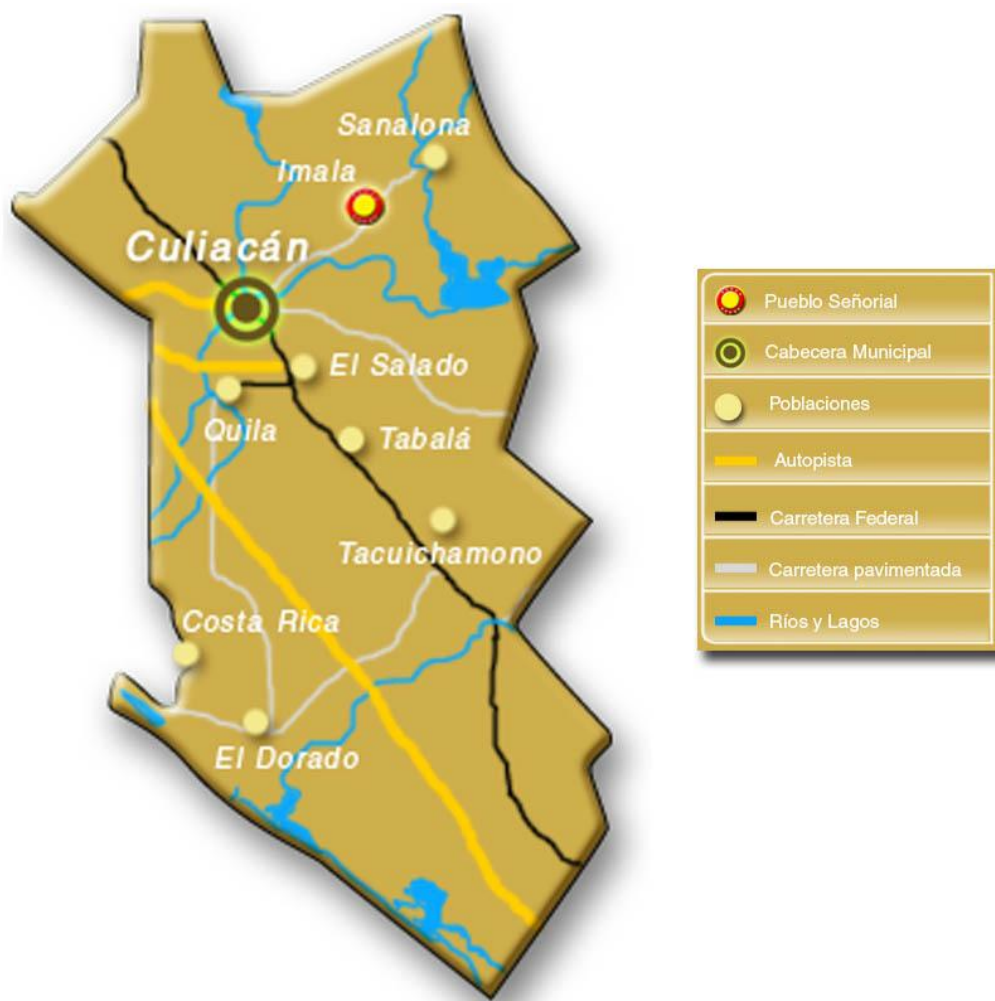 Sanalona
Imala
Culiacán
El Salado
Quila
Tabalá
Tacuichamono
Costa Rica
El Dorado
Pueblo Señorial
Cabecera Municipal
Poblaciones
Autopista
Carretera Federal
Carretera pavimentada
Ríos y Lagos